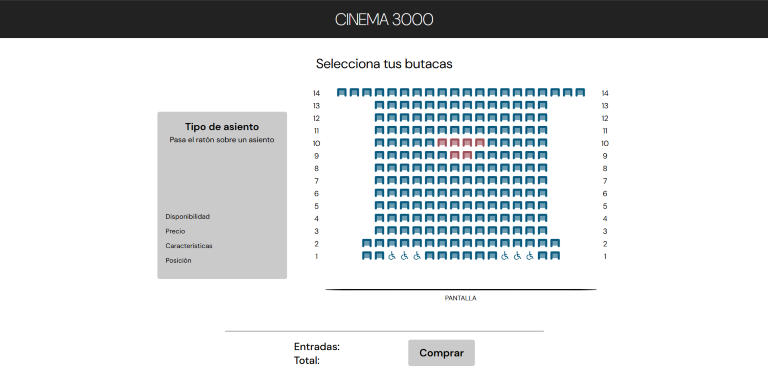 CINEMA 3000
Selecciona tus butacas
Tipo de asiento
Pasa el ratón sobre un asiento
Disponibilidad
Precio
Características
Posición
14 14
13 13
12 12
11 11
10 10
9 9
8 8
7 7
6 6
5 5
4 4
3 3
2 2
1 1
PANTALLA
Entradas:
Total:
Comprar